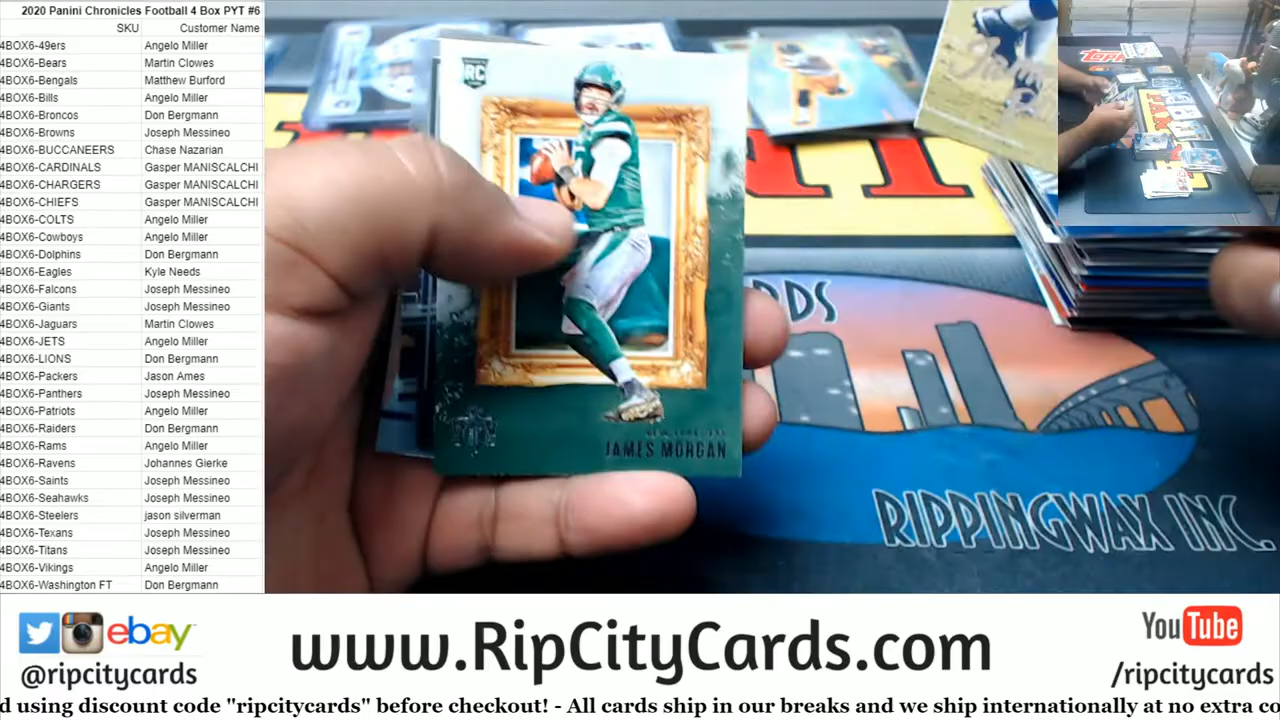 2020 Panini Chronicles Football 4 Box PYT #6
SKU Customer Name
4BOX6-49ers Angelo Miller
4BOX6-Bears Martin Clowes
4BOX6-Bengals Matthew Burford
4BOX6-Bills Angelo Miller
4BOX6-Broncos Don Bergmann
4BOX6-Browns Joseph Messineo
4BOX6-BUCCANEERS Chase Nazarian
4BOX6-CARDINALS Gasper MANISCALCHI
4BOX6-CHARGERS Gasper MANISCALCHI
4BOX6-CHIEFS Gasper MANISCALCHI
4BOX6-COLTS Angelo Miller
4BOX6-Cowboys Angelo Miller
4BOX6-Dolphins Don Bergmann
4BOX6-Eagles Kyle Needs
4BOX6-Falcons Joseph Messineo
4BOX6-Giants Joseph Messineo
4BOX6-Jaguars Martin Clowes
4BOX6-JETS Angelo Miller
4BOX6-LIONS Don Bergmann
4BOX6-Packers Jason Ames
4BOX6-Panthers Joseph Messineo
4BOX6-Patriots Angelo Miller
4BOX6-Raiders Don Bergmann
4BOX6-Rams Angelo Miller
4BOX6-Ravens Johannes Gierke
4BOX6-Saints Joseph Messineo
4BOX6-Seahawks Joseph Messineo
4BOX6-Steelers jason silverman
4BOX6-Texans Joseph Messineo
4BOX6-Titans Joseph Messineo
4BOX6-Vikings Angelo Miller
4BOX6-Washington FT Don Bergmann
RC
JAMES MORGAN
RDS
RIPPINGWAX INC.
ebay
@ripcitycards
www.RipCityCards.com
YouTube
/ripcitycards
d using discount code "ripcitycards" before checkout! - All cards ship in our breaks and we ship internationally at no extra co